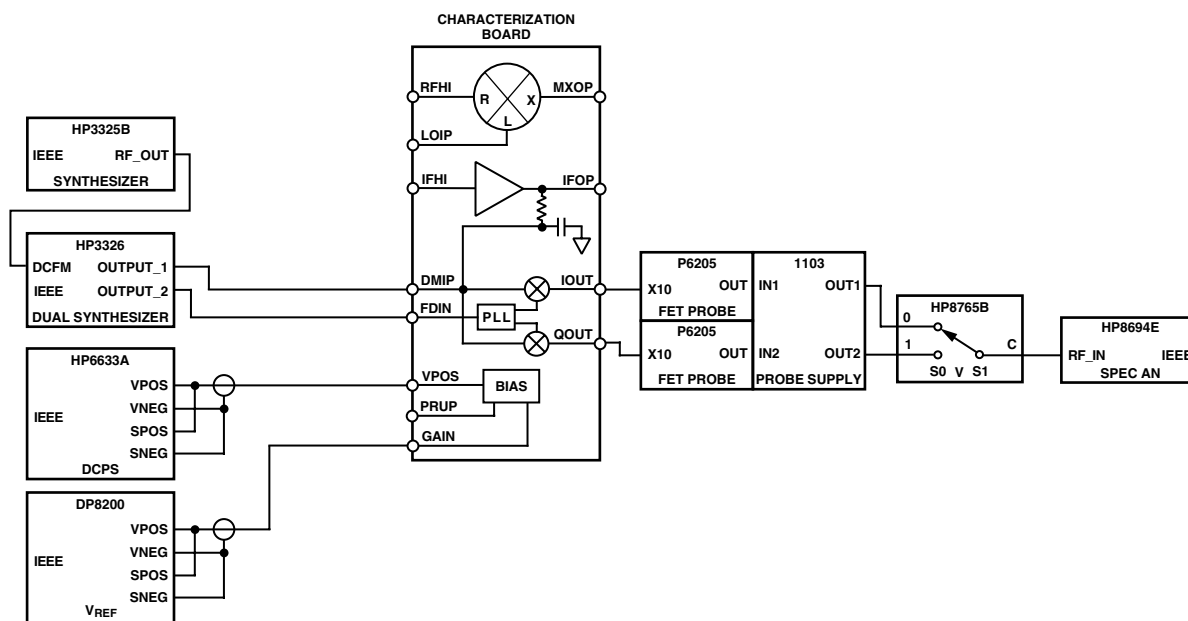 CHARACTERIZATION
BOARD
RFHI
R
X
L
MXOP
LOIP
IFHI
IFOP
DMIP
IOUT
FDIN
PLL
QOUT
VPOS
BIAS
PRUP
GAIN
HP3325B
IEEE RF_OUT
SYNTHESIZER
HP3326
DCFM OUTPUT_1
IEEE OUTPUT_2
DUAL SYNTHESIZER
HP6633A
VPOS
VNEG
IEEE
SPOS
SNEG
DCPS
DP8200
VPOS
VNEG
IEEE
SPOS
SNEG
VREF
P6205
X10 OUT
FET PROBE
P6205
X10 OUT
FET PROBE
1103
IN1 OUT1
IN2 OUT2
PROBE SUPPLY
HP8765B
0
1
C
S0 V S1
HP8694E
RF_IN IEEE
SPEC AN